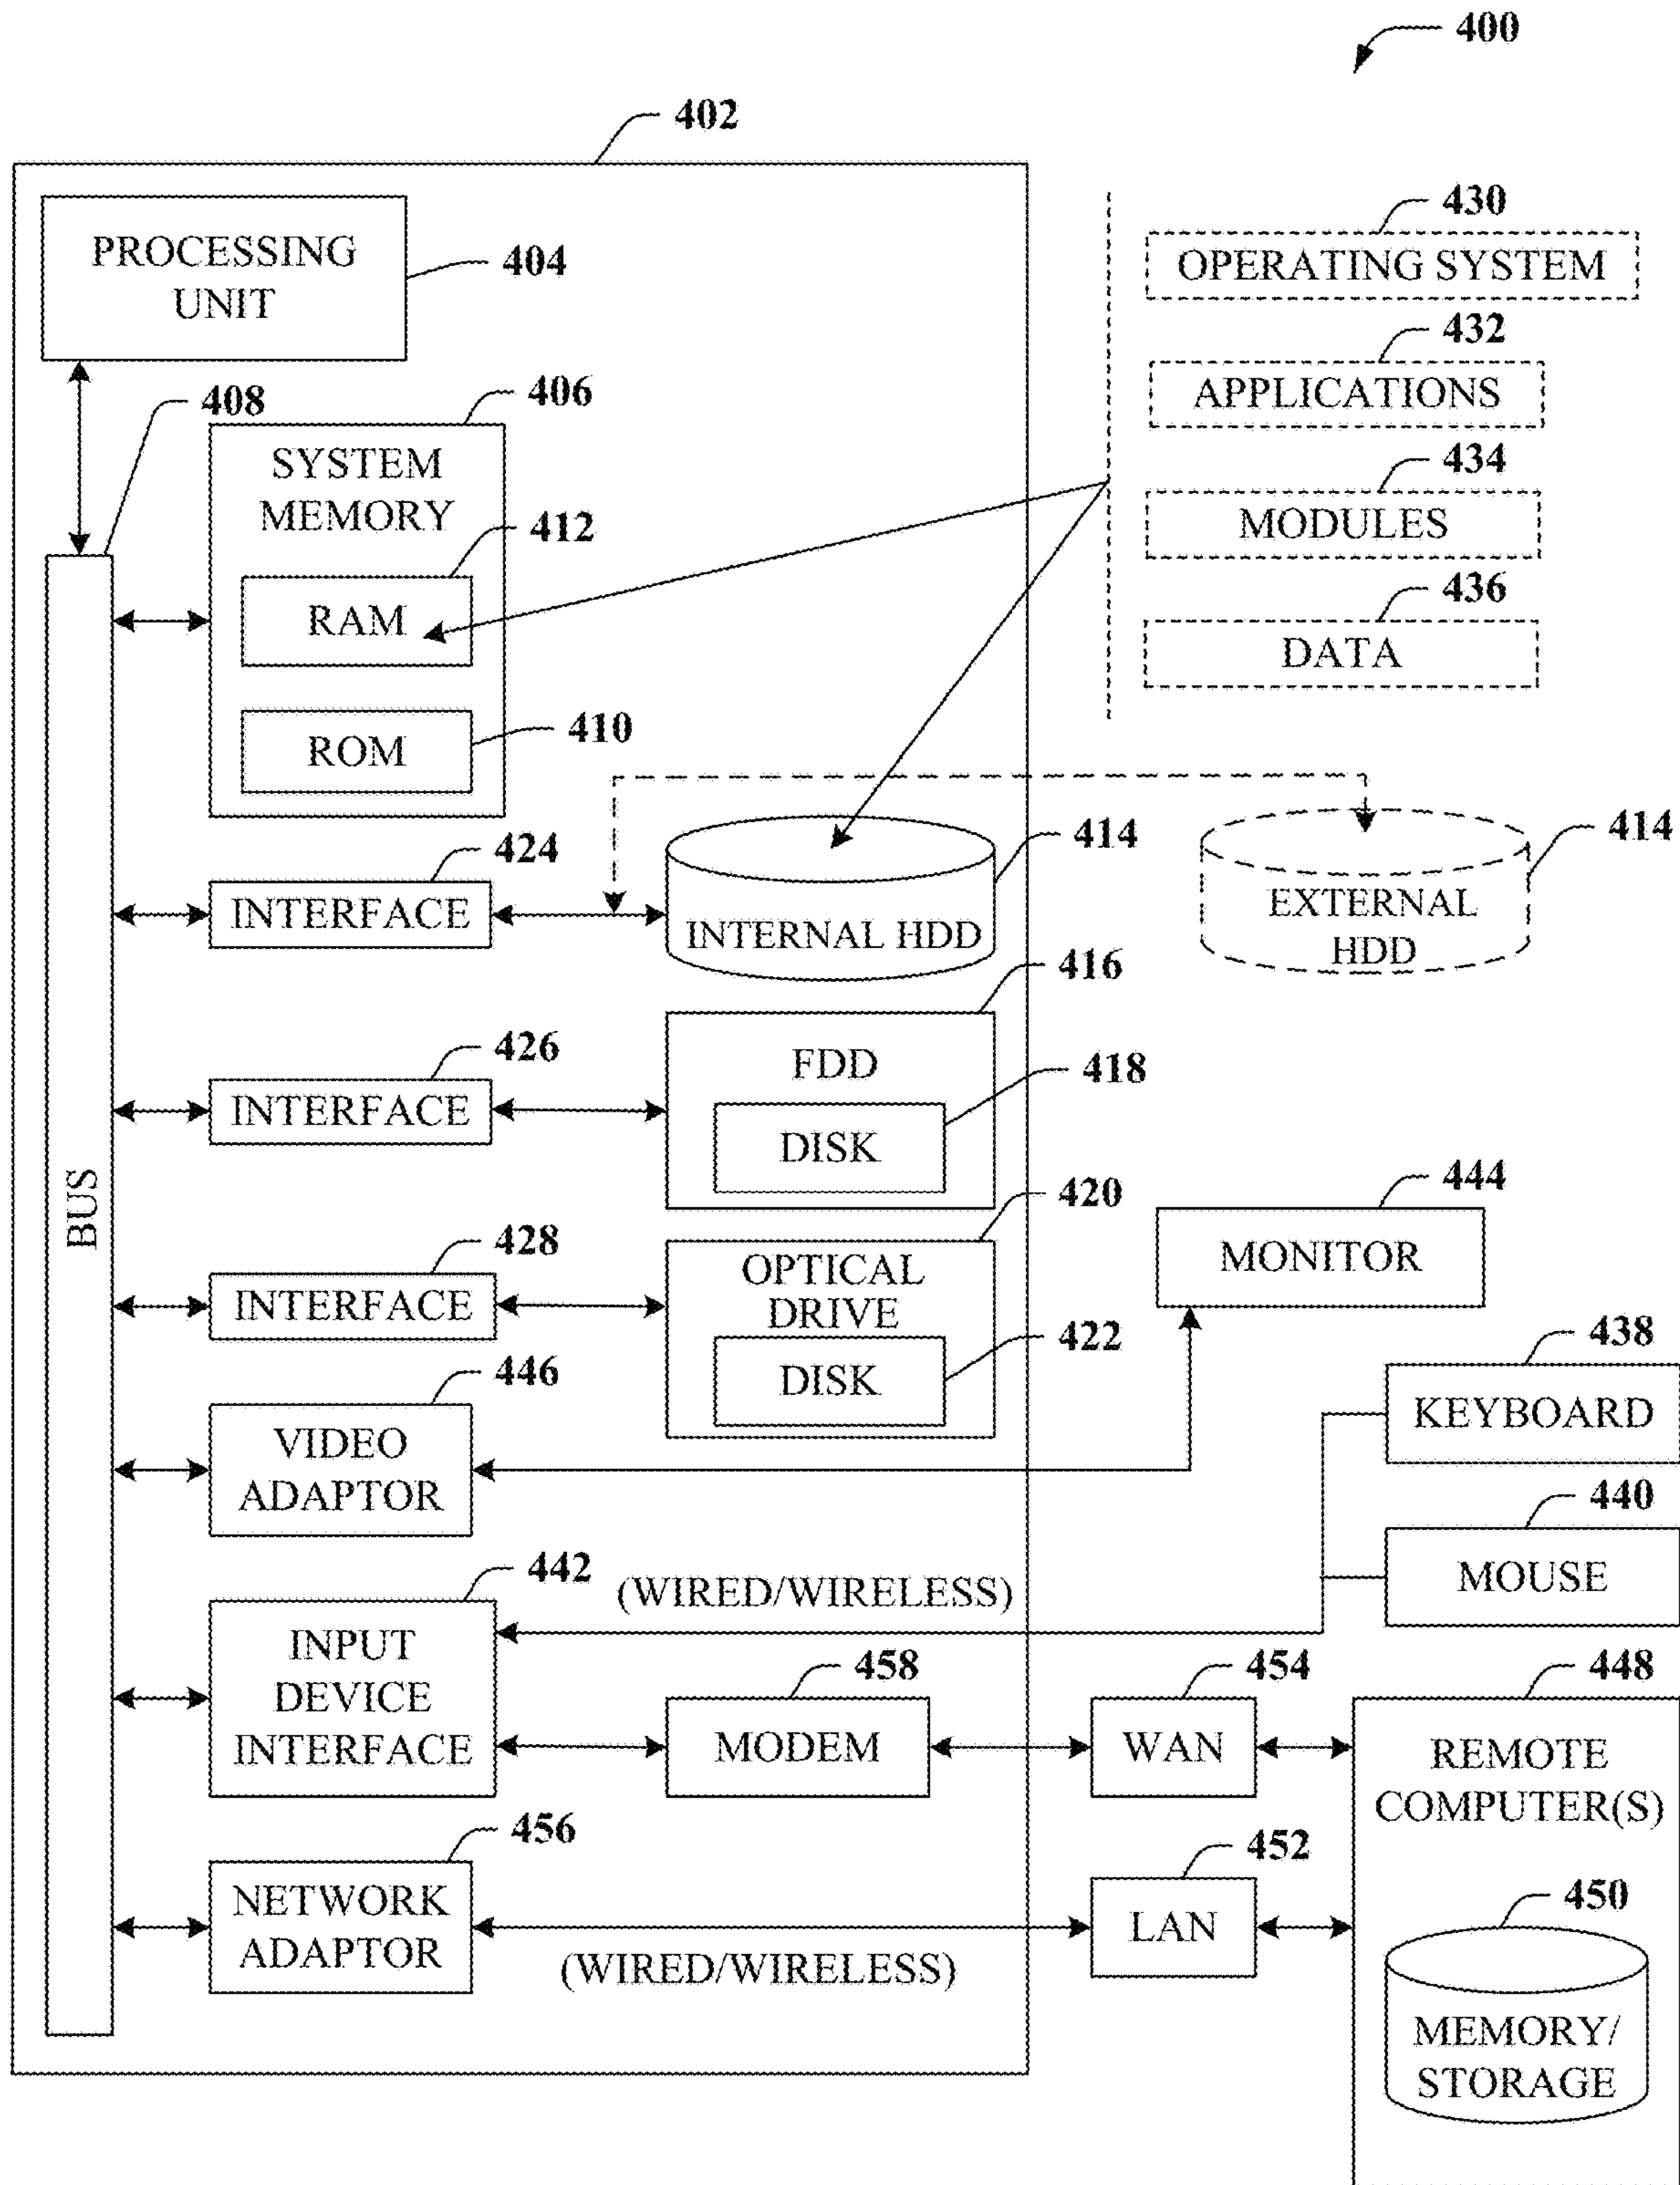 400
402
PROCESSING
UNIT
404
430
OPERATING SYSTEM
432
APPLICATIONS
434
MODULES
436
DATA
408
406
SYSTEM
MEMORY
412
RAM
410
ROM
BUS
424
INTERFACE
414
INTERNAL HDD
414
EXTERNAL
HDD
426
INTERFACE
416
FDD
418
DISK
428
INTERFACE
420
OPTICAL
DRIVE
422
DISK
444
MONITOR
446
VIDEO
ADAPTOR
438
KEYBOARD
440
MOUSE
442
INPUT
DEVICE
INTERFACE
(WIRED/WIRELESS)
458
MODEM
454
WAN
448
REMOTE
COMPUTER(S)
456
NETWORK
ADAPTOR
(WIRED/WIRELESS)
452
LAN
450
MEMORY/
STORAGE